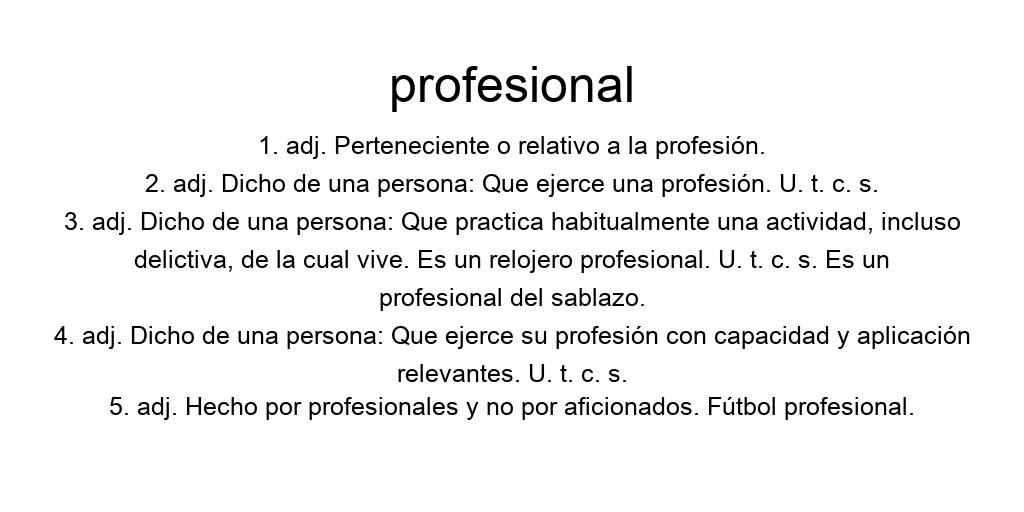 profesional
1. adj. Perteneciente o relativo a la profesión.
2. adj. Dicho de una persona: Que ejerce una profesión. U. t. c. s.
3. adj. Dicho de una persona: Que practica habitualmente una actividad, incluso
delictiva, de la cual vive. Es un relojero profesional. U. t. c. s. Es un
profesional del sablazo.
4. adj. Dicho de una persona: Que ejerce su profesión con capacidad y aplicación
relevantes. U. t. c. s.
5. adj. Hecho por profesionales y no por aficionados. Fútbol profesional.